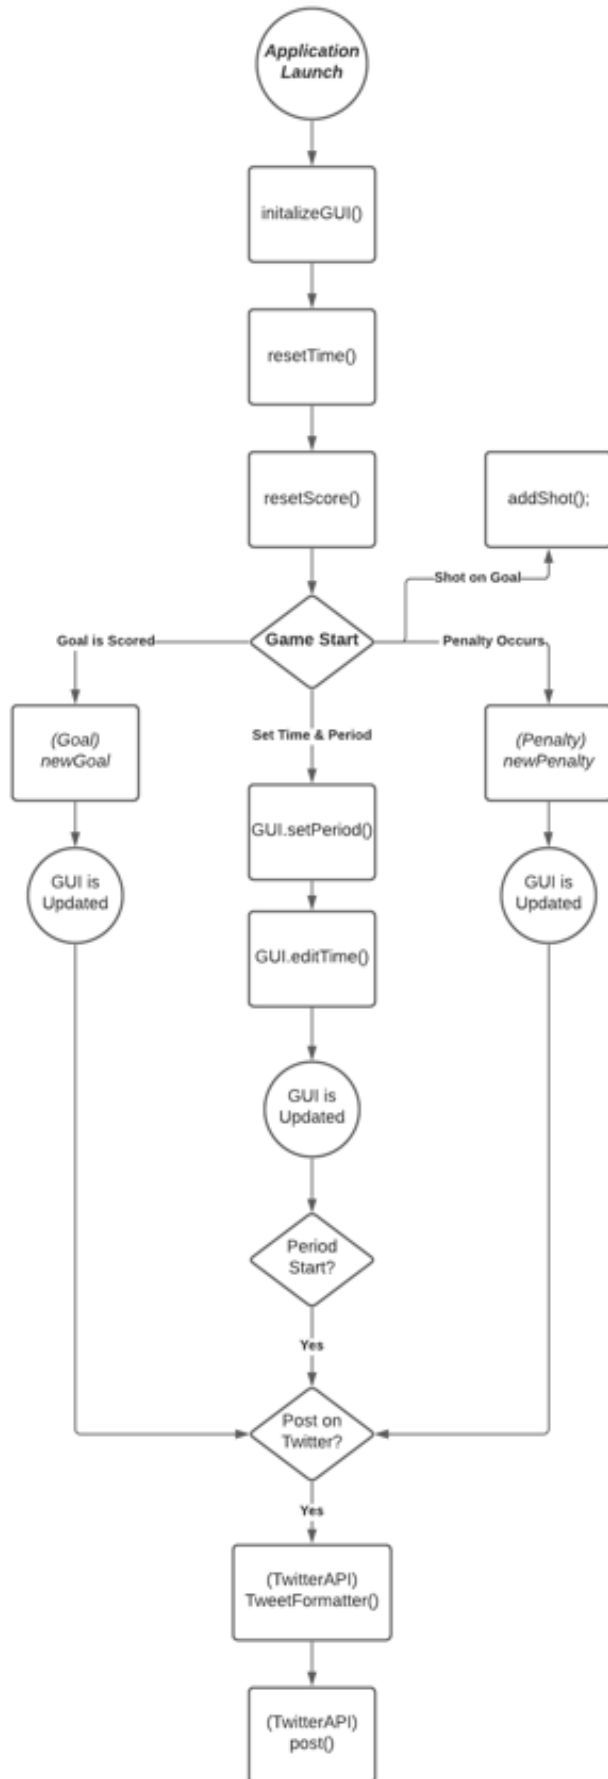 Application
Launch
initalizeGUI()
resetTime()
resetScore()
addShot();
Shot on Goal
Goal is Scored
Game Start
Penalty Occurs
(Goal)
newGoal
Set Time & Period
(Penalty)
newPenalty
GUI.setPeriod()
GUI is
Updated
GUI is
Updated
GUI.editTime()
GUI is
Updated
Period
Start?
Yes
Post on
Twitter?
Yes
(TwitterAPI)
TweetFormatter()
(TwitterAPI)
post()